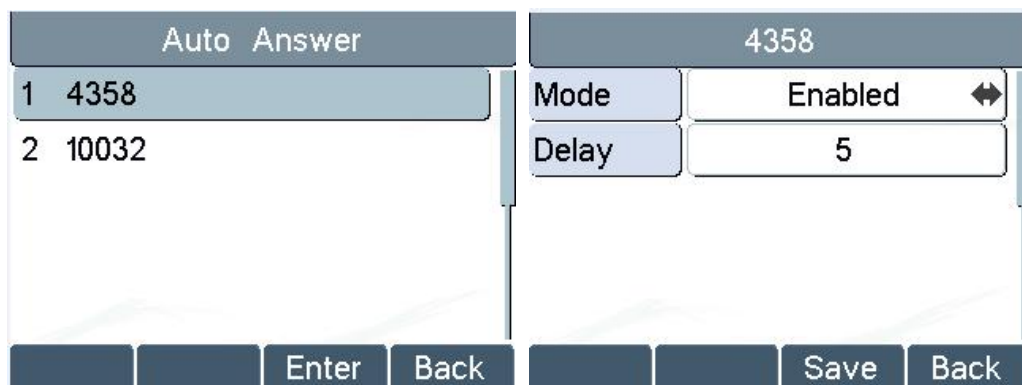 Auto Answer
1 4358
2 10032
Enter Back
4358
Mode Enabled
Delay 5
Save Back